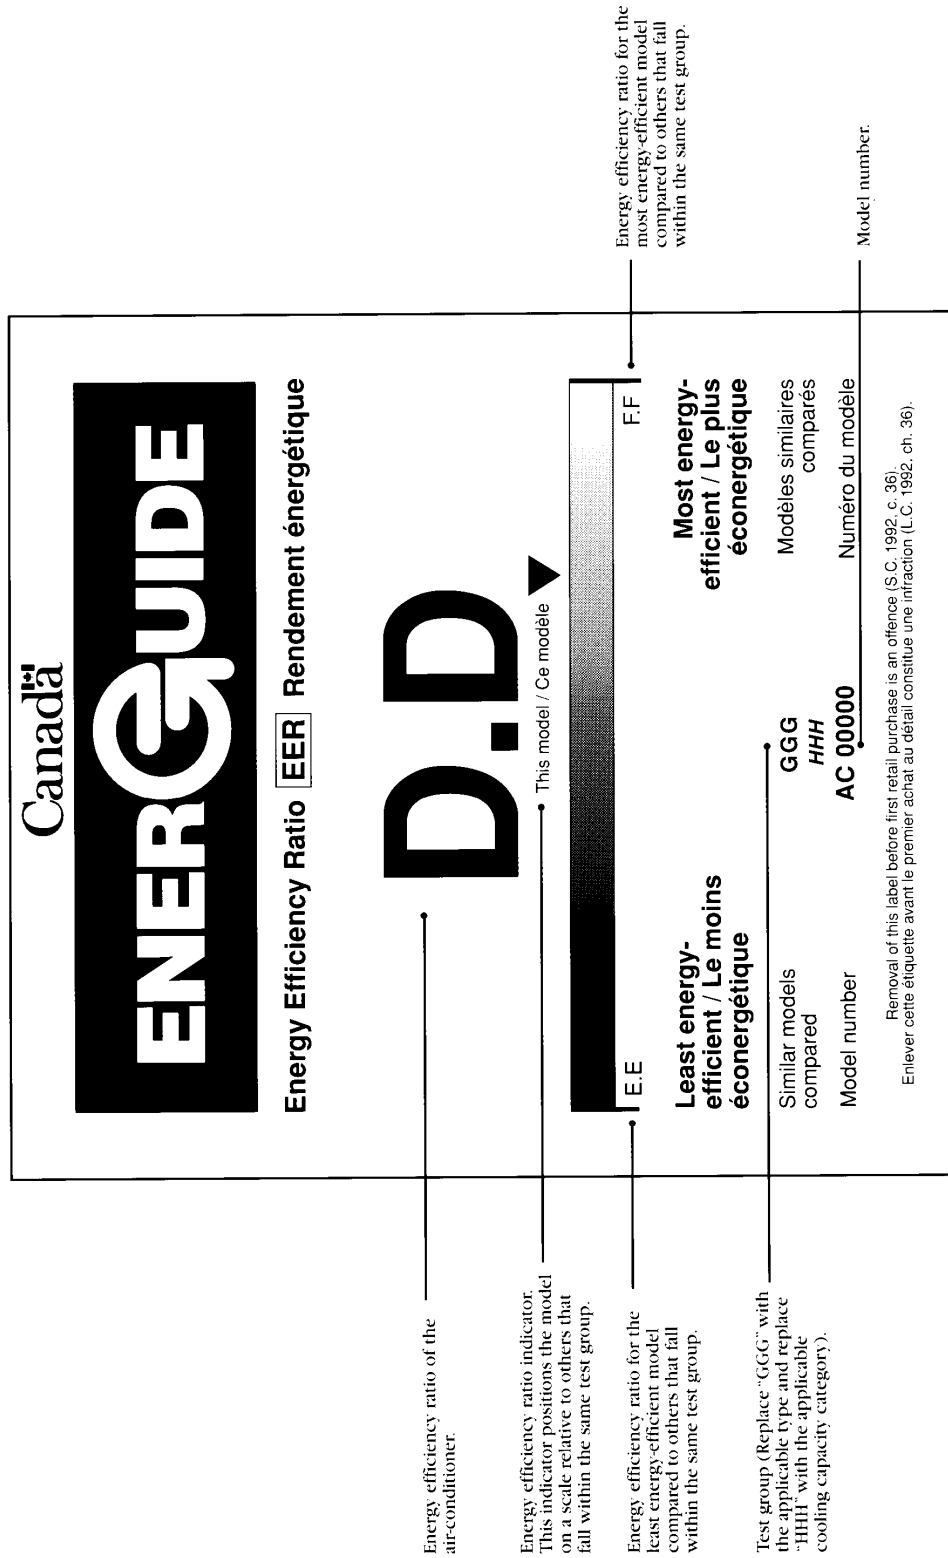 Canada
ENERGUIDE
Energy Efficiency Ratio EER Rendement énergétique
D.D
This model / Ce modèle
E.E
F.F
Least energy-
efficient / Le moins
éconergétique
Most energy-
efficient / Le plus
éconergétique
Similar models
compared
GGG
HHH
Modèles similaires
comparés
Model number
AC 00000
Numéro du modèle
Removal of this label before first retail purchase is an offence (S.C. 1992, c. 36).
Enlever cette étiquette avant le premier achat au détail constitue une infraction (L.C. 1992, ch. 36).
Energy efficiency ratio of the
air-conditioner.
Energy efficiency ratio indicator.
This indicator positions the model
on a scale relative to others that
fall within the same test group.
Energy efficiency ratio for the
least energy-efficient model
compared to others that fall
within the same test group.
Test group (Replace "GGG" with
the applicable type and replace
"HHH" with the applicable
cooling capacity category).
Energy efficiency ratio for the
most energy-efficient model
compared to others that fall
within the same test group.
Model number.